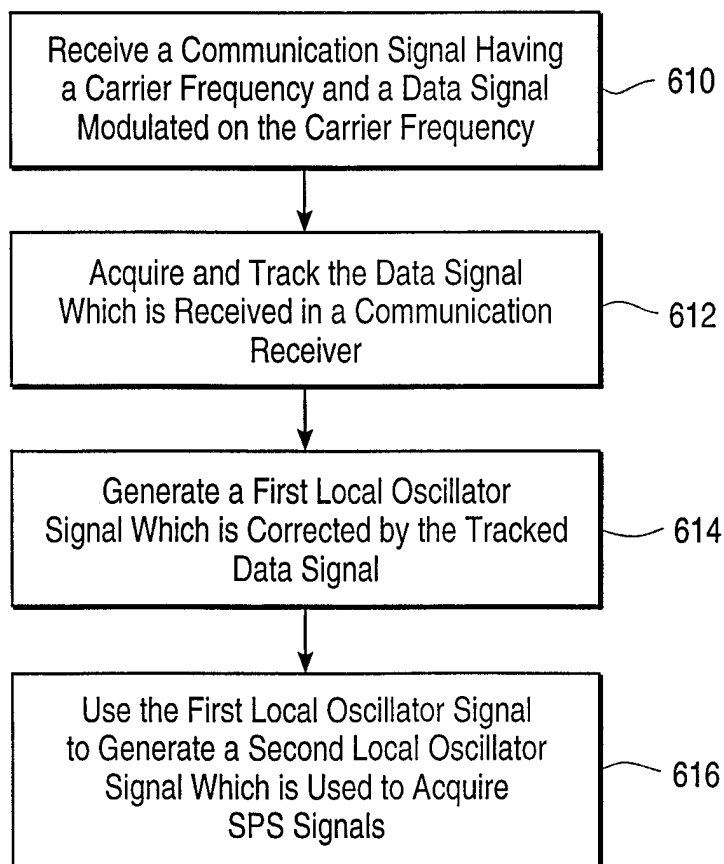 Receive a Communication Signal Having
a Carrier Frequency and a Data Signal
Modulated on the Carrier Frequency
610
Acquire and Track the Data Signal
Which is Received in a Communication
Receiver
612
Generate a First Local Oscillator
Signal Which is Corrected by the Tracked
Data Signal
614
Use the First Local Oscillator Signal
to Generate a Second Local Oscillator
Signal Which is Used to Acquire
SPS Signals
616